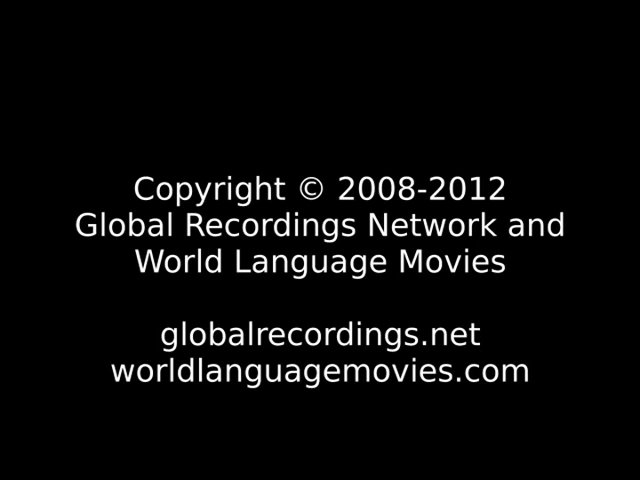 Copyright © 2008-2012
Global Recordings Network and
World Language Movies
globalrecordings.net
worldlanguagemovies.com